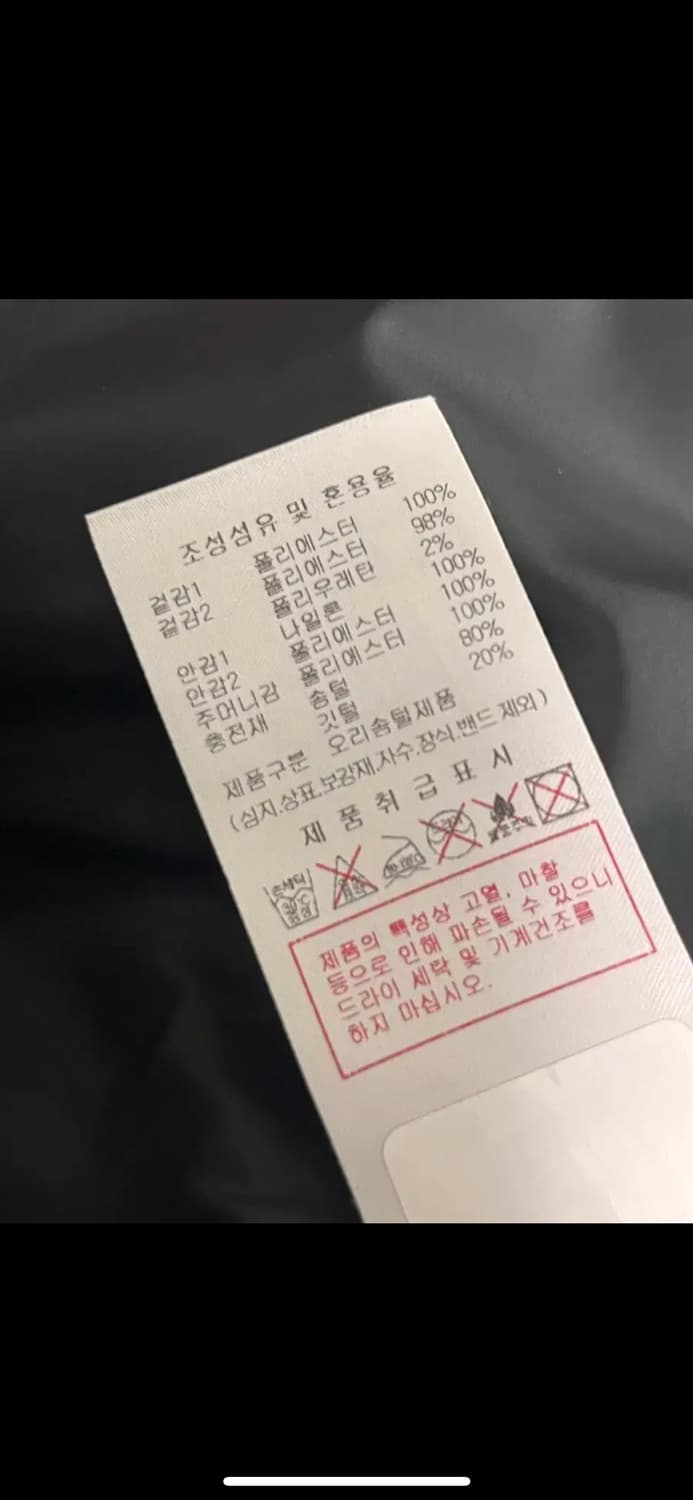 조성섬유 및 혼용율
겉감1 폴리에스터 100%
겉감2 폴리에스터 98%
폴리우레탄 2%
안감1 나일론 100%
안감2 폴리에스터 100%
주머니감 폴리에스터 100%
충전재 솜털 80%
깃털 20%
제품구분 오리솜털제품
(심지.상표.보강재.자수.장식.밴드 제외)
제 품 취 급 표 시
손세탁
제품의 특성상 고열, 마찰
등으로 인해 파손될 수 있으니
드라이 세탁 및 기계건조를
하지 마십시오.